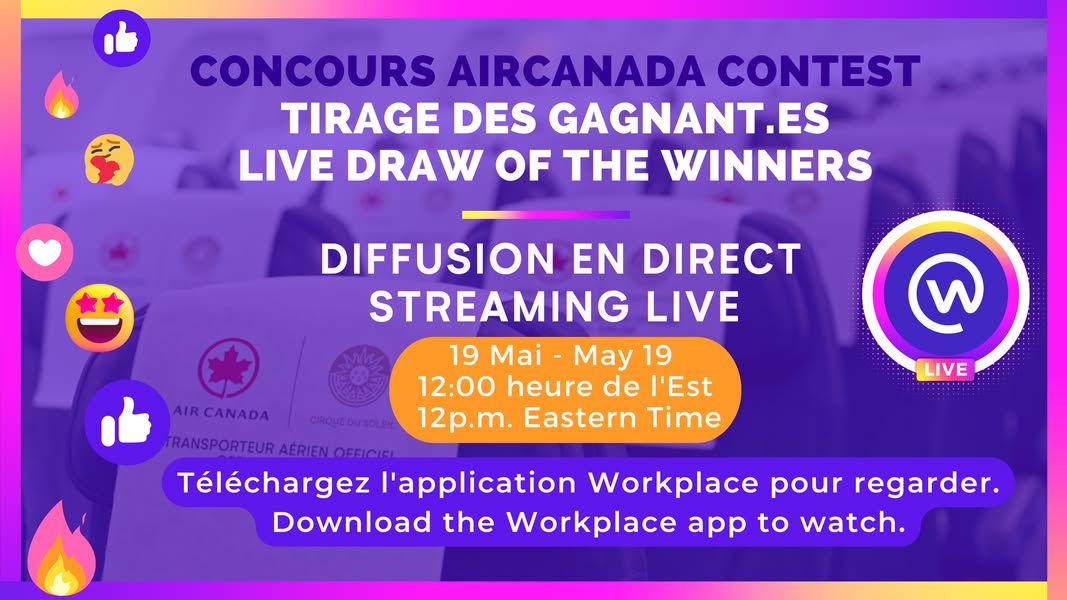 CONCOURS AIRCANADA CONTEST
TIRAGE DES GAGNANT.ES
LIVE DRAW OF THE WINNERS
DIFFUSION EN DIRECT
STREAMING LIVE
19 Mai - May 19
12:00 heure de l'Est
12p.m. Eastern Time
LIVE
AIR CANADA
CIRQUE DU SOLEIL
TRANSPORTEUR AÉRIEN OFFICIEL
Téléchargez l'application Workplace pour regarder.
Download the Workplace app to watch.